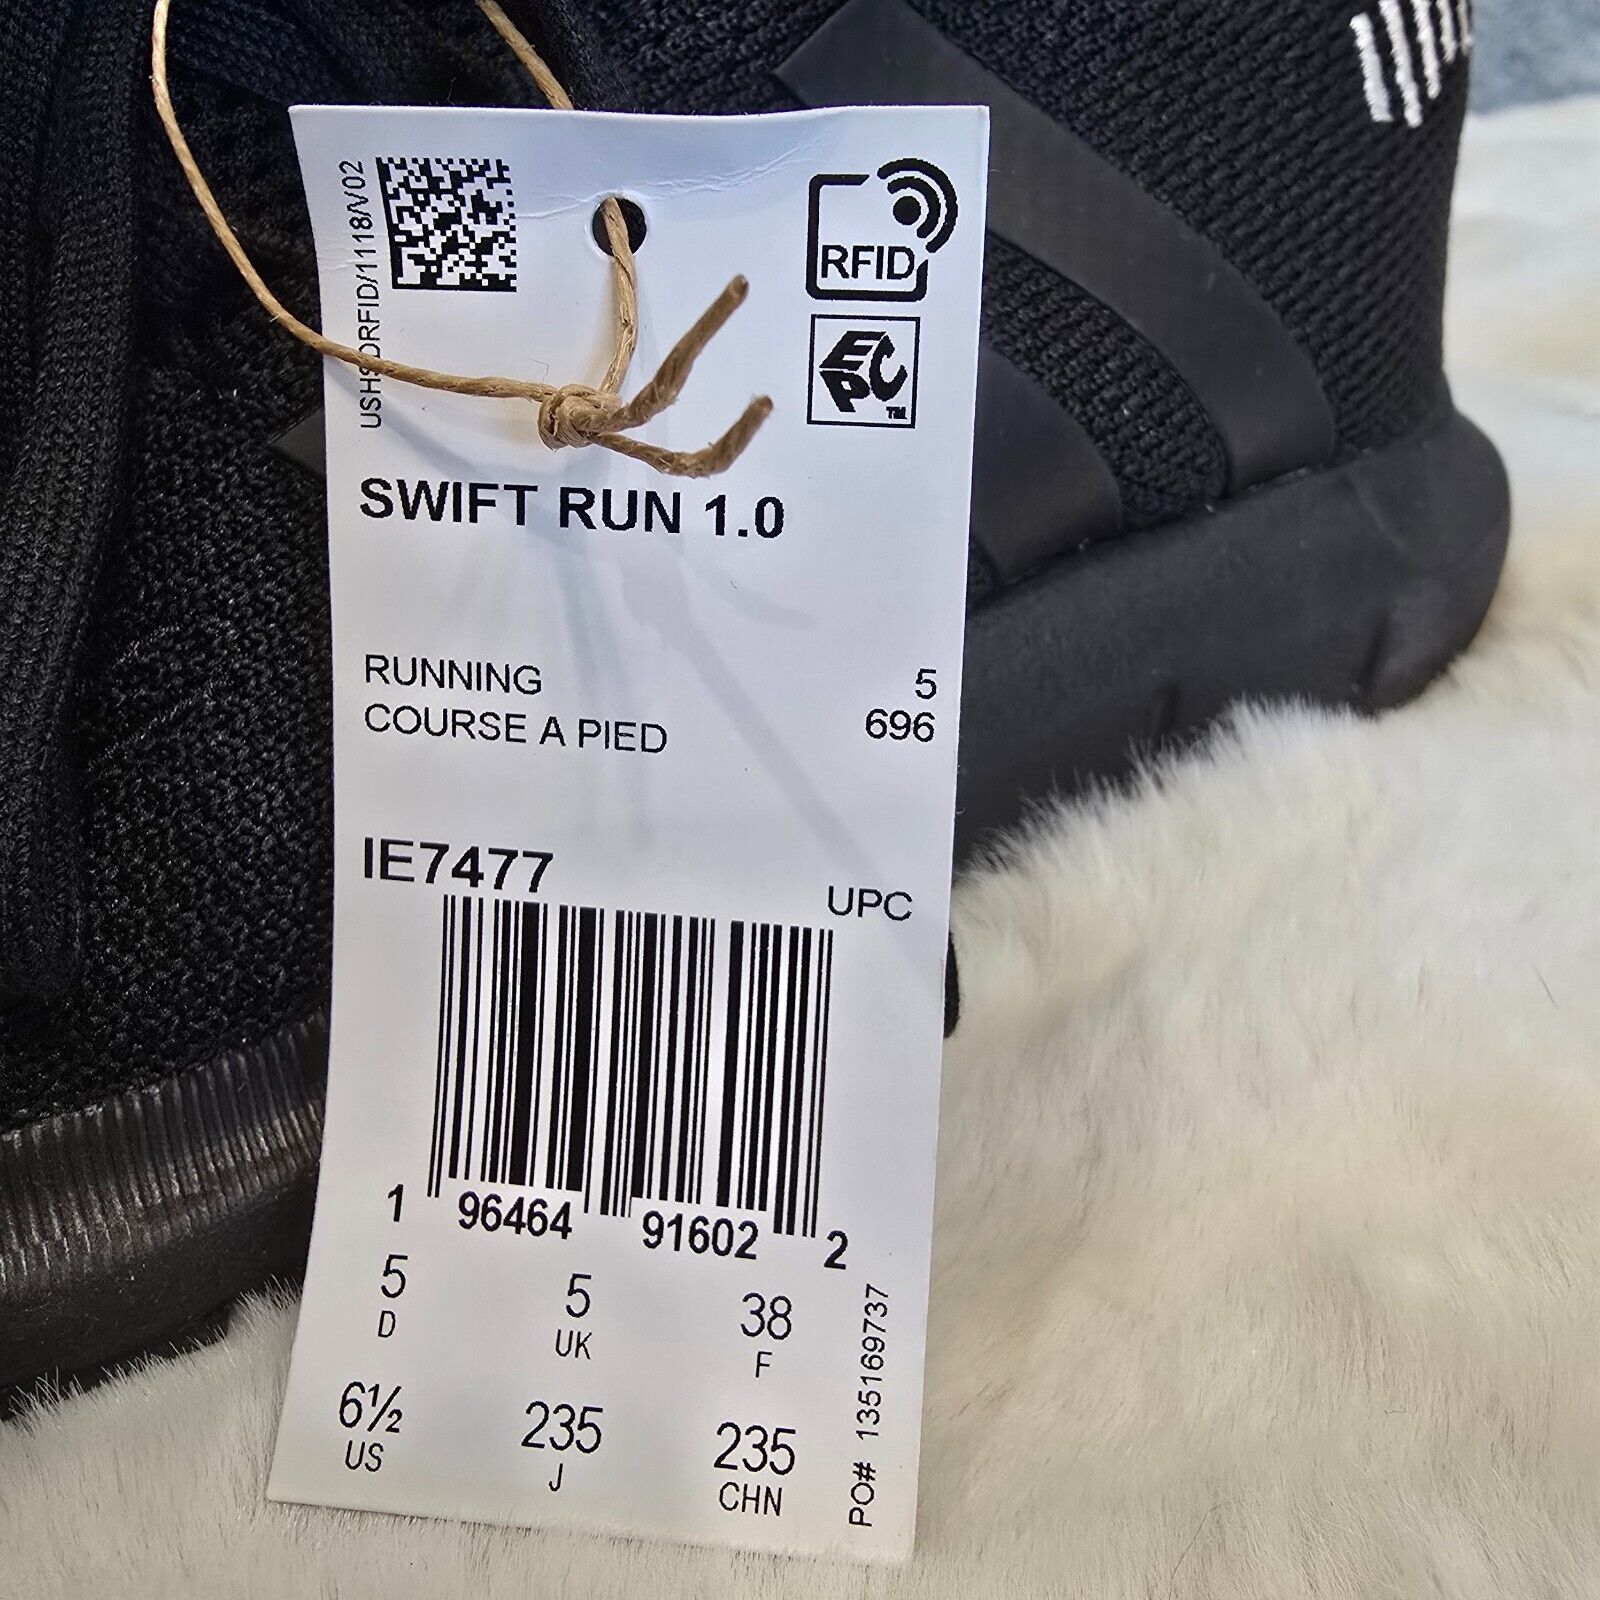 USHSDRFID/1118/V02
RFID
EPC™
SWIFT RUN 1.0
RUNNING 5
COURSE A PIED 696
IE7477
UPC
1 96464 91602 2
5 5 38
D UK F
6½ 235 235
US J CHN
PO# 135169737